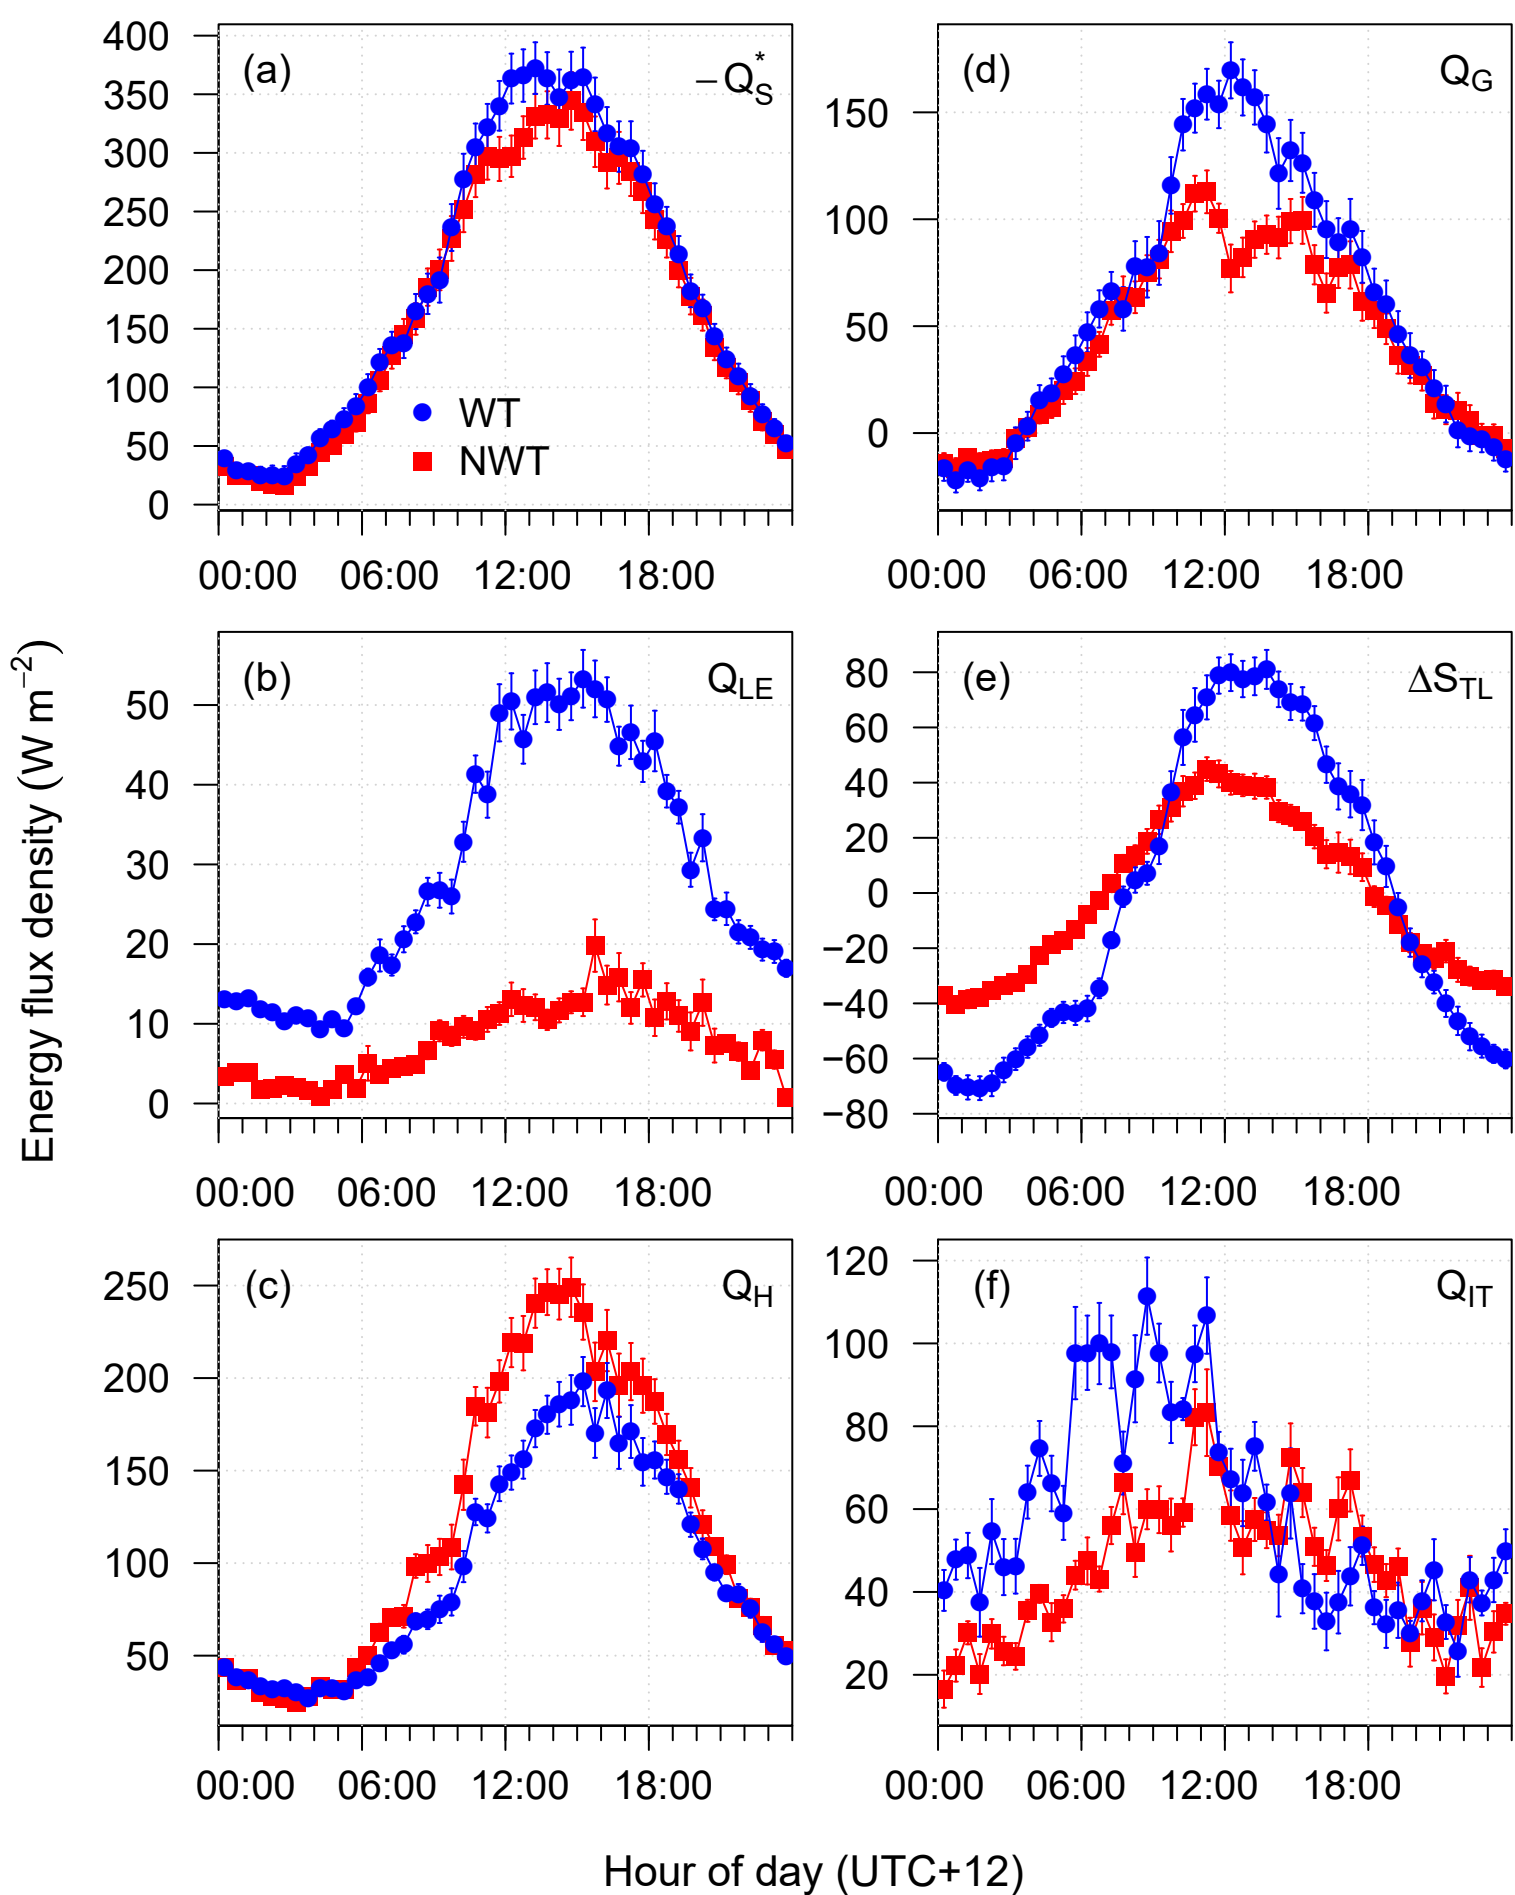 (a)
−Q*S
400
350
300
250
200
150
100
50
0
WT
NWT
00:00 06:00 12:00 18:00
(d)
QG
150
100
50
0
00:00 06:00 12:00 18:00
Energy flux density (W m−2)
(b)
QLE
50
40
30
20
10
0
00:00 06:00 12:00 18:00
(e)
ΔSTL
80
60
40
20
0
−20
−40
−60
−80
00:00 06:00 12:00 18:00
(c)
QH
250
200
150
100
50
00:00 06:00 12:00 18:00
(f)
QIT
120
100
80
60
40
20
00:00 06:00 12:00 18:00
Hour of day (UTC+12)